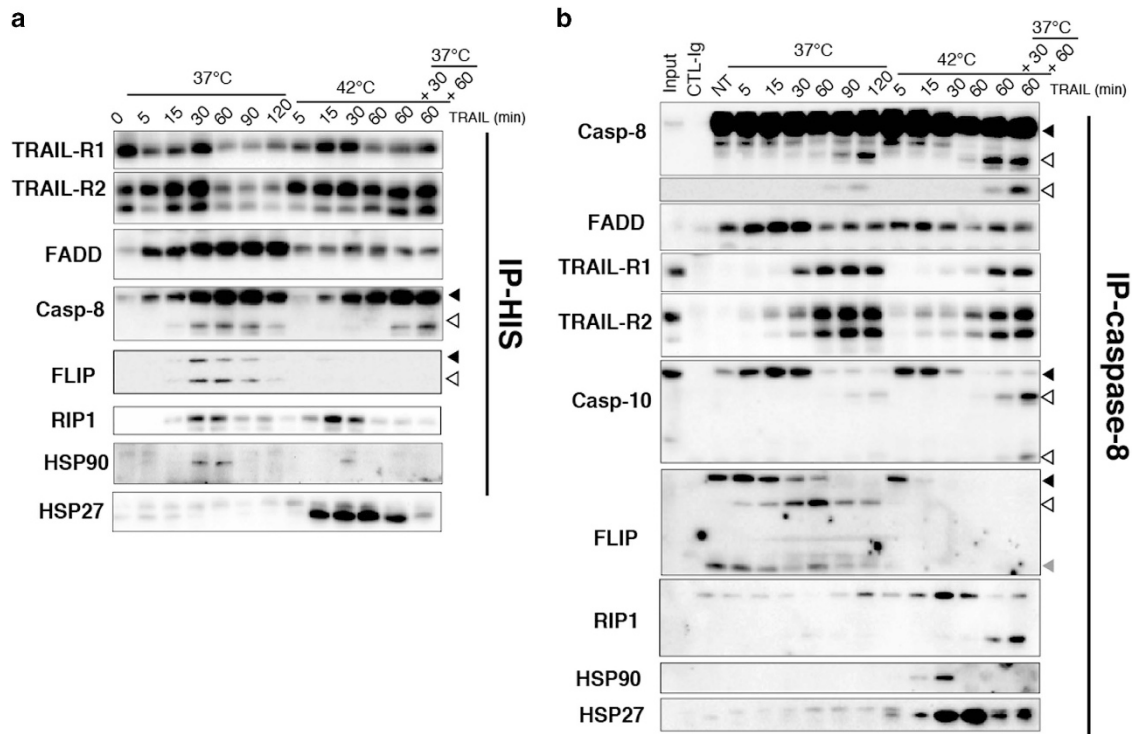 a
37°C
37°C
42°C
+ 30
+ 60
0 5 15 30 60 90 120 5 15 30 60 60 60 TRAIL (min)
TRAIL-R1
TRAIL-R2
FADD
Casp-8
FLIP
RIP1
HSP90
HSP27
IP-HIS
b
37°C
37°C
42°C
+ 30
+ 60
Input CTL-Ig NT 5 15 30 60 90 120 5 15 30 60 60 60 TRAIL (min)
Casp-8
FADD
TRAIL-R1
TRAIL-R2
Casp-10
FLIP
RIP1
HSP90
HSP27
IP-caspase-8